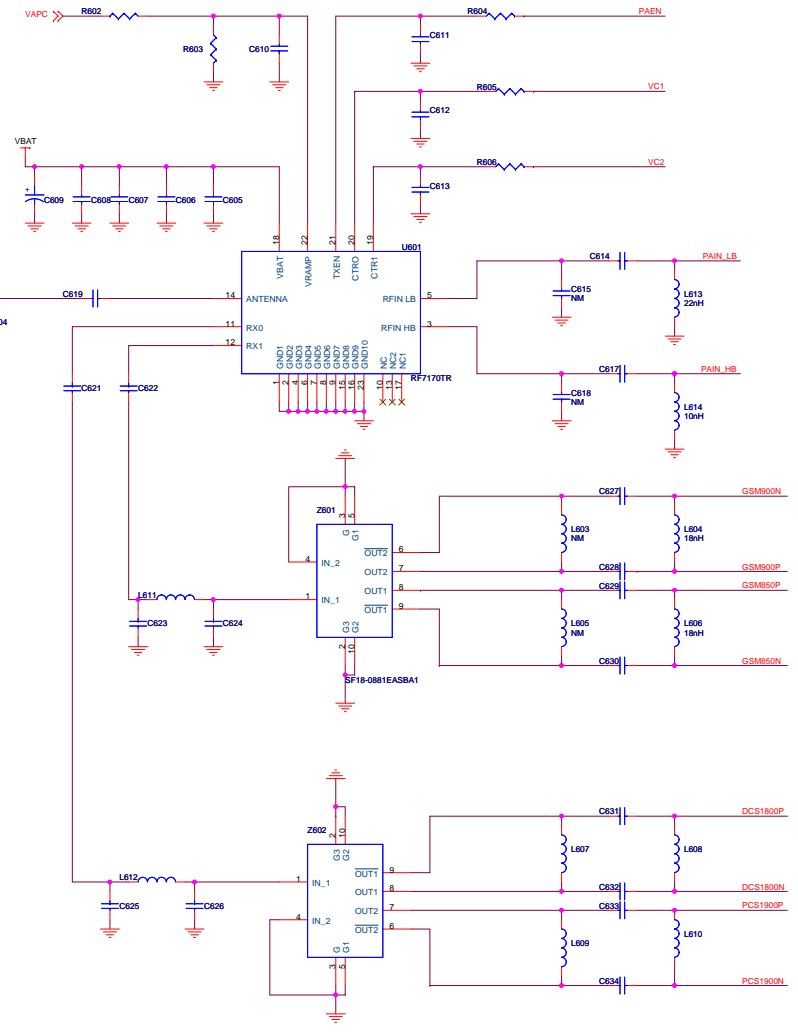 VAPC
R602
R603
C610
C611
R604
PAEN
C612
R605
VC1
C613
R606
VC2
VBAT
+
C609
C608
C607
C606
C605
18
22
21
20
19
U601
VBAT
VRAMP
TXEN
CTRO
CTR1
C619
14
ANTENNA
RFIN LB
5
04
11
RX0
RFIN HB
3
12
RX1
GND1
GND2
GND3
GND4
GND5
GND6
GND7
GND8
GND9
GND10
NC
NC2
NC1
1
2
4
6
7
8
9
15
16
23
10
13
17
RF7170TR
C614
PAIN_LB
C615
NM
L613
22nH
C617
PAIN_HB
C618
NM
L614
10nH
C621
C622
Z601
3
5
G
G1
4
IN_2
OUT2
6
OUT2
7
OUT1
8
1
IN_1
OUT1
9
G3
G2
2
10
SF18-0881EASBA1
L611
C623
C624
C627
GSM900N
L603
NM
L604
18nH
C628
GSM900P
C629
GSM850P
L605
NM
L606
18nH
C630
GSM850N
Z602
2
10
G3
G2
1
IN_1
OUT1
9
OUT1
8
4
IN_2
OUT2
7
OUT2
6
G
G1
3
5
L612
C625
C626
C631
DCS1800P
L607
L608
C632
DCS1800N
C633
PCS1900P
L609
L610
C634
PCS1900N